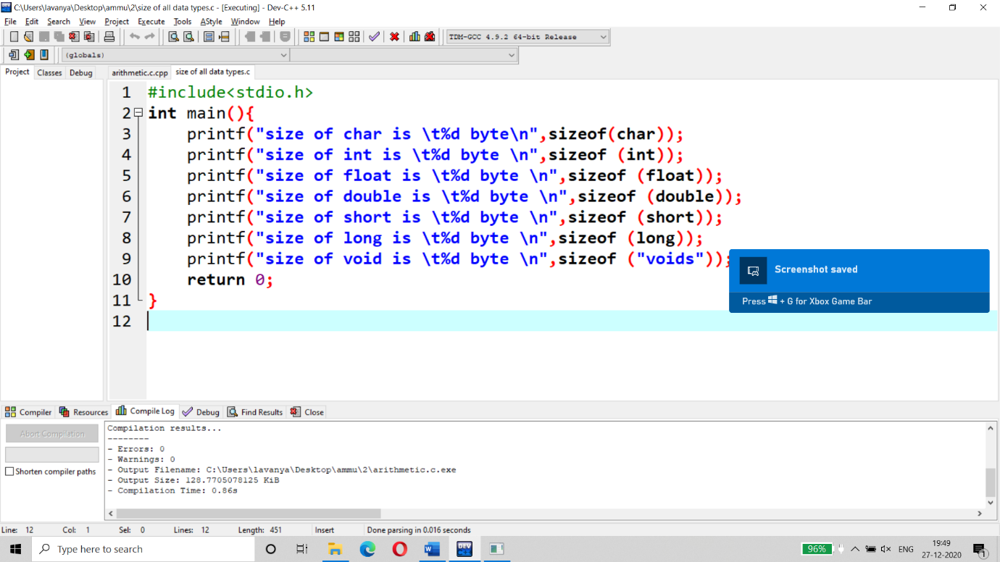 C:\Users\lavanya\Desktop\ammu\2\size of all data types.c - [Executing] - Dev-C++ 5.11
File Edit Search View Project Execute Tools AStyle Window Help
TDM-GCC 4.9.2 64-bit Release
(globals)
Project Classes Debug arithmetic.c.cpp size of all data types.c
1 #include<stdio.h>
2 int main(){
3 printf("size of char is \t%d byte\n",sizeof(char));
4 printf("size of int is \t%d byte \n",sizeof (int));
5 printf("size of float is \t%d byte \n",sizeof (float));
6 printf("size of double is \t%d byte \n",sizeof (double));
7 printf("size of short is \t%d byte \n",sizeof (short));
8 printf("size of long is \t%d byte \n",sizeof (long));
9 printf("size of void is \t%d byte \n",sizeof ("voids"));
10 return 0;
11 }
12
Screenshot saved
Press + G for Xbox Game Bar
Compiler Resources Compile Log Debug Find Results Close
Abort Compilation
Shorten compiler paths
Compilation results...
--------
- Errors: 0
- Warnings: 0
- Output Filename: C:\Users\lavanya\Desktop\ammu\2\arithmetic.c.exe
- Output Size: 128.7705078125 KiB
- Compilation Time: 0.86s
Line: 12 Col: 1 Sel: 0 Lines: 12 Length: 451 Insert Done parsing in 0.016 seconds
Type here to search
DEV
96%
ENG
19:49
27-12-2020
1